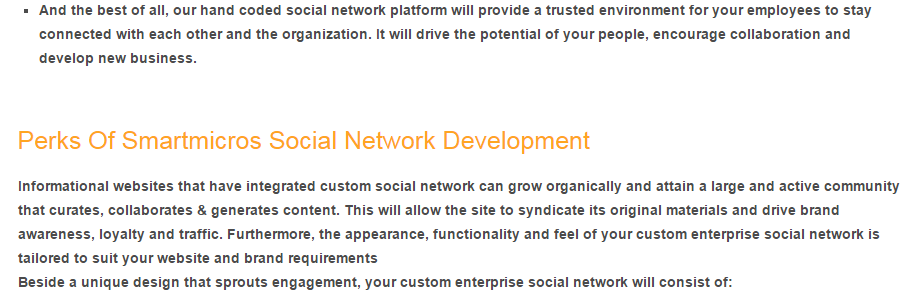 And the best of all, our hand coded social network platform will provide a trusted environment for your employees to stay
connected with each other and the organization. It will drive the potential of your people, encourage collaboration and
develop new business.
Perks Of Smartmicros Social Network Development
Informational websites that have integrated custom social network can grow organically and attain a large and active community
that curates, collaborates & generates content. This will allow the site to syndicate its original materials and drive brand
awareness, loyalty and traffic. Furthermore, the appearance, functionality and feel of your custom enterprise social network is
tailored to suit your website and brand requirements
Beside a unique design that sprouts engagement, your custom enterprise social network will consist of: